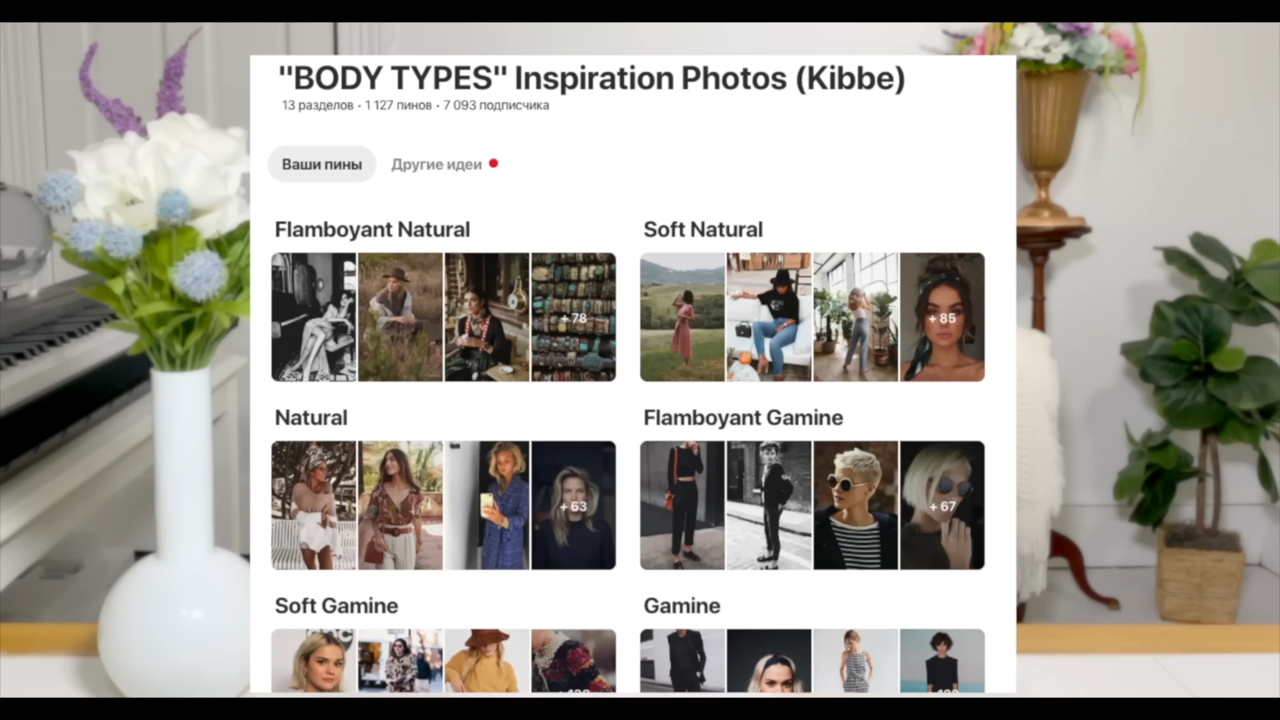 "BODY TYPES" Inspiration Photos (Kibbe)
13 разделов · 1 127 пинов · 7 093 подписчика
Ваши пины
Другие идеи
Flamboyant Natural
Soft Natural
+ 78
+ 85
Natural
Flamboyant Gamine
+ 53
+ 67
Soft Gamine
Gamine